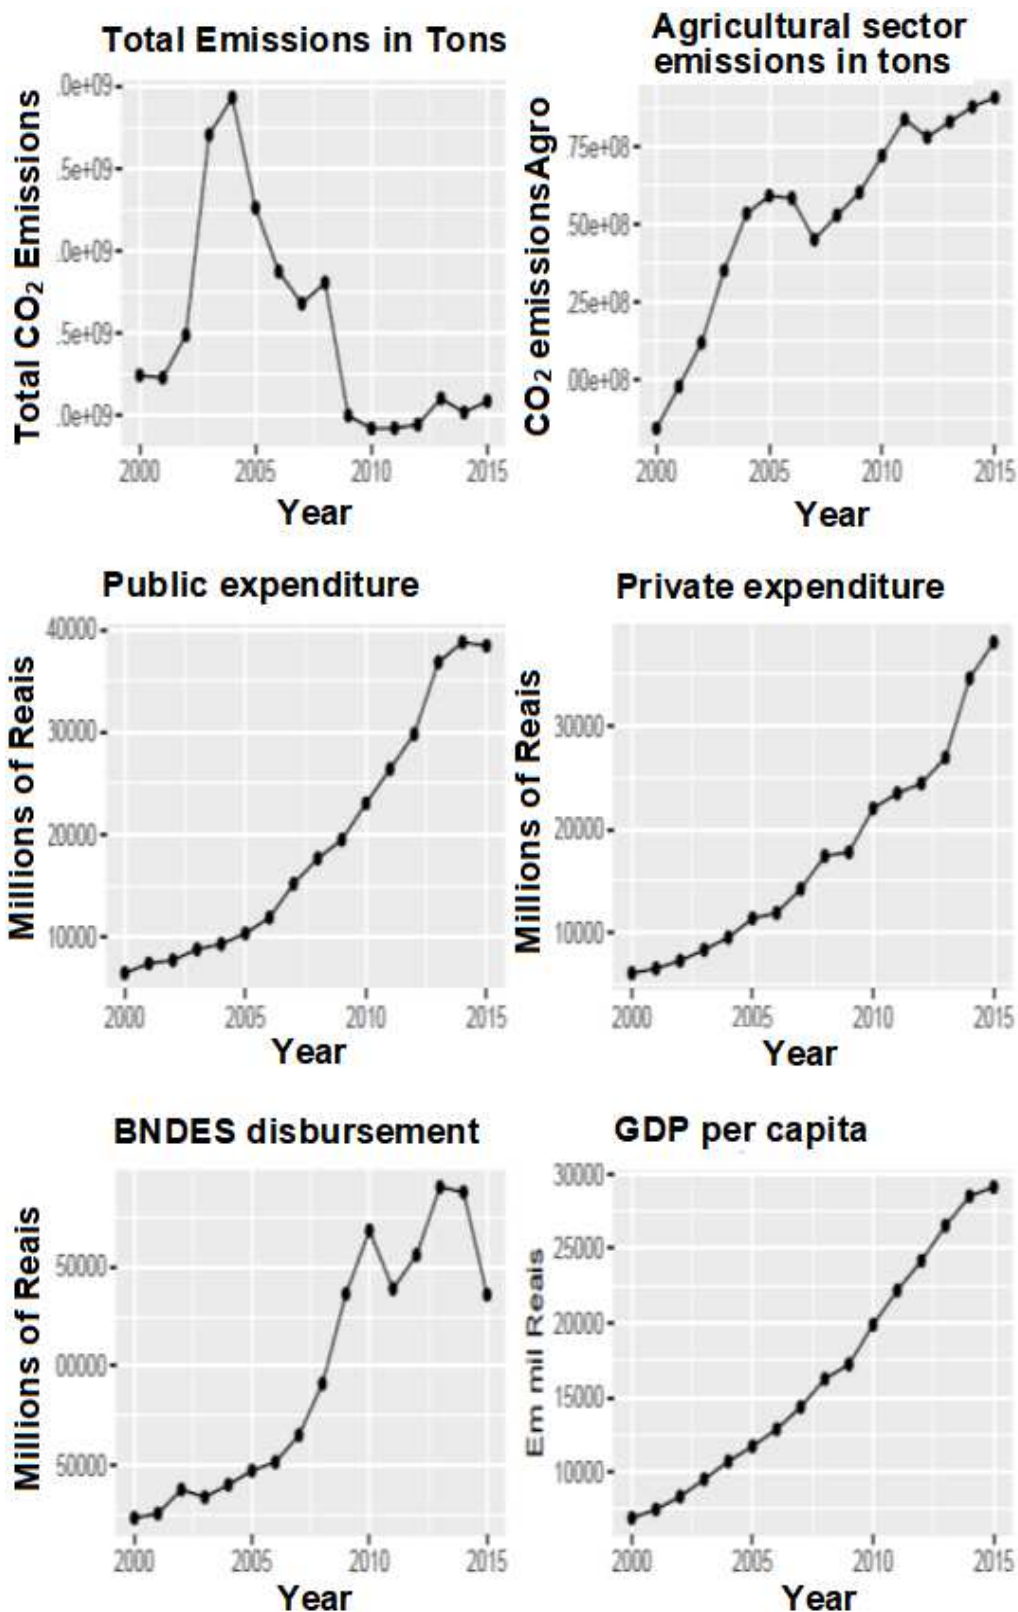 Total Emissions in Tons
Total CO₂ Emissions
.0e+09
.5e+09
.0e+09
.5e+09
.0e+09
2000 2005 2010 2015
Year
Agricultural sector
emissions in tons
CO₂ emissionsAgro
75e+08
50e+08
25e+08
00e+08
2000 2005 2010 2015
Year
Public expenditure
Millions of Reais
40000
30000
20000
10000
2000 2005 2010 2015
Year
Private expenditure
Millions of Reais
30000
20000
10000
2000 2005 2010 2015
Year
BNDES disbursement
Millions of Reais
50000
00000
50000
2000 2005 2010 2015
Year
GDP per capita
Em mil Reais
30000
25000
20000
15000
10000
2000 2005 2010 2015
Year